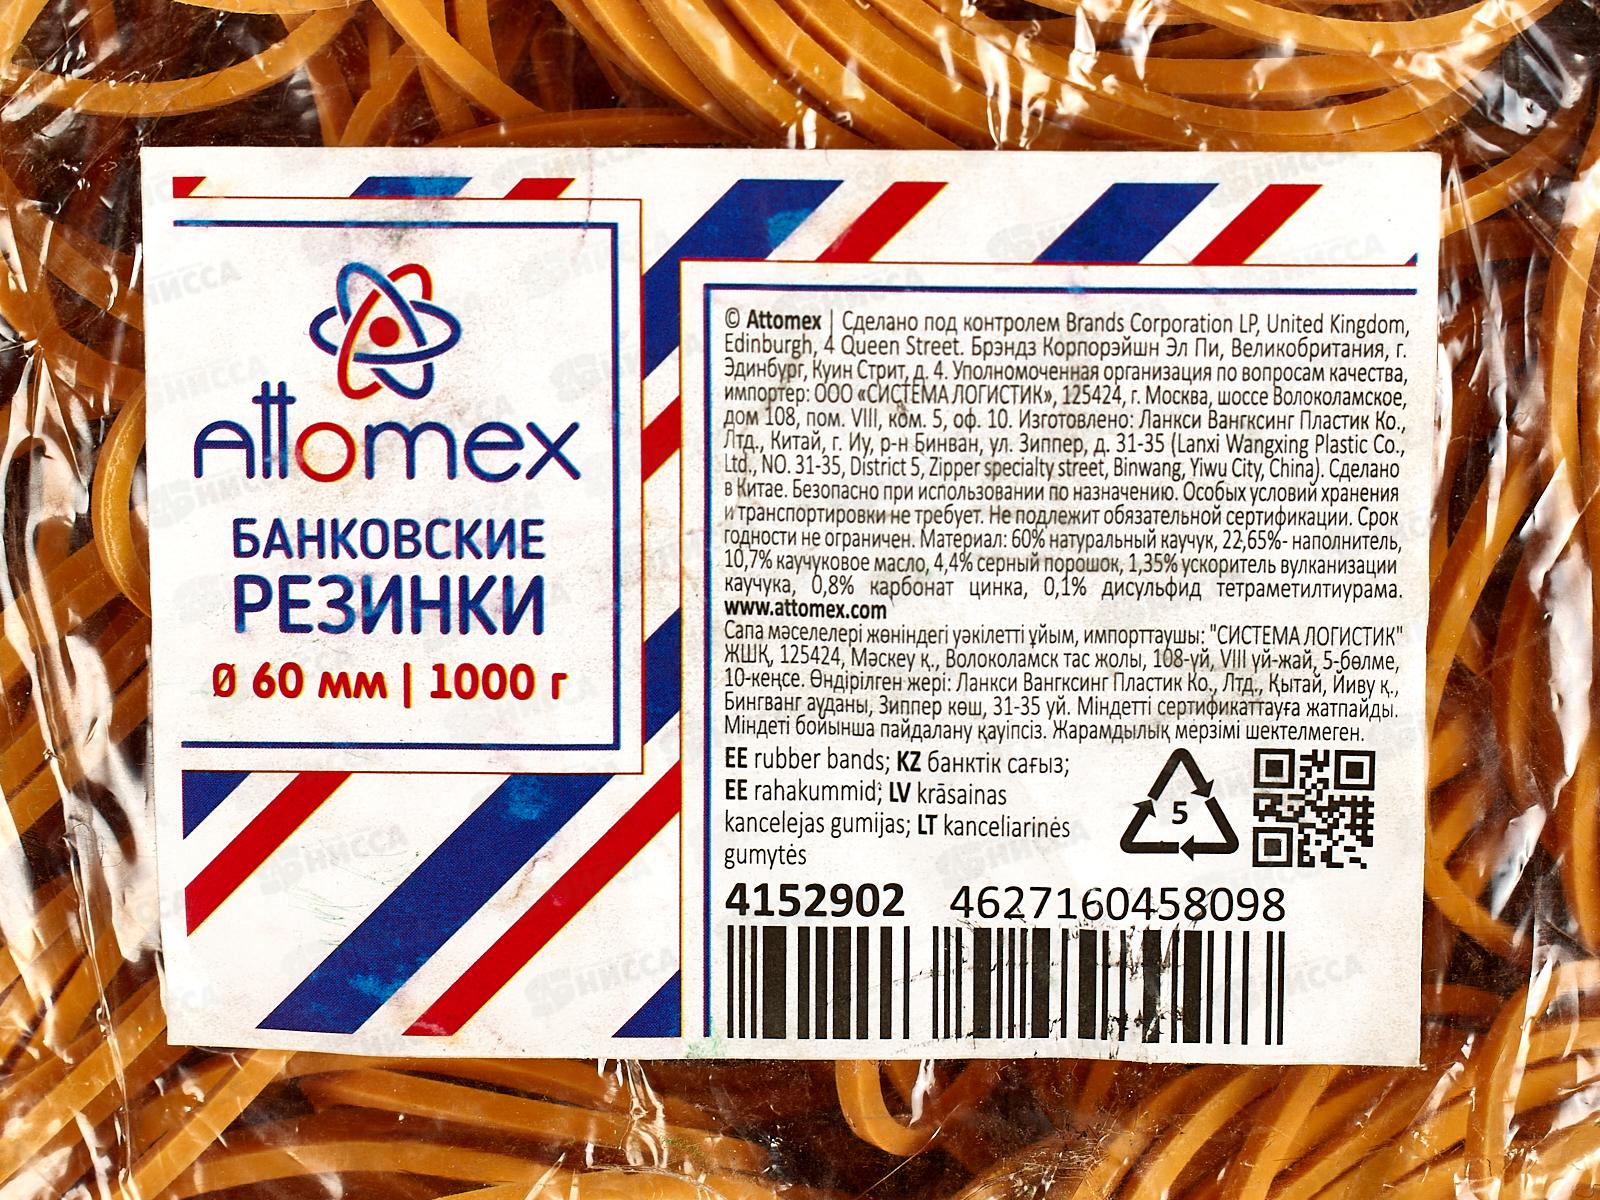 attomex
БАНКОВСКИЕ
РЕЗИНКИ
Ø 60 мм | 1000 г
© Attomex | Сделано под контролем Brands Corporation LP, United Kingdom,
Edinburgh, 4 Queen Street. Брэндз Корпорэйшн Эл Пи, Великобритания, г.
Эдинбург, Куин Стрит, д. 4. Уполномоченная организация по вопросам качества,
импортер: ООО «СИСТЕМА ЛОГИСТИК», 125424, г. Москва, шоссе Волоколамское,
дом 108, пом. VIII, ком. 5, оф. 10. Изготовлено: Ланкси Вангксинг Пластик Ко.,
Лтд., Китай, г. Иу, р-н Бинван, ул. Зиппер, д. 31-35 (Lanxi Wangxing Plastic Co.,
Ltd., NO. 31-35, District 5, Zipper specialty street, Binwang, Yiwu City, China). Сделано
в Китае. Безопасно при использовании по назначению. Особых условий хранения
и транспортировки не требует. Не подлежит обязательной сертификации. Срок
годности не ограничен. Материал: 60% натуральный каучук, 22,65%- наполнитель,
10,7% каучуковое масло, 4,4% серный порошок, 1,35% ускоритель вулканизации
каучука, 0,8% карбонат цинка, 0,1% дисульфид тетраметилтиурама.
www.attomex.com
Сапа мәселелері жөніндегі уәкілетті ұйым, импорттаушы: "СИСТЕМА ЛОГИСТИК"
ЖШҚ, 125424, Мәскеу қ., Волоколамск тас жолы, 108-үй, VIII үй-жай, 5-бөлме,
10-кеңсе. Өндірілген жері: Ланкси Вангксинг Пластик Ко., Лтд., Қытай, Йиву қ.,
Бингванг ауданы, Зиппер көш, 31-35 үй. Міндетті сертификаттауға жатпайды.
Міндеті бойынша пайдалану қауіпсіз. Жарамдылық мерзімі шектелмеген.
EE rubber bands; KZ банктік сағыз;
EE rahakummid; LV krāsainas
kancelejas gumijas; LT kanceliarinės
gumytės
5
4152902 4627160458098